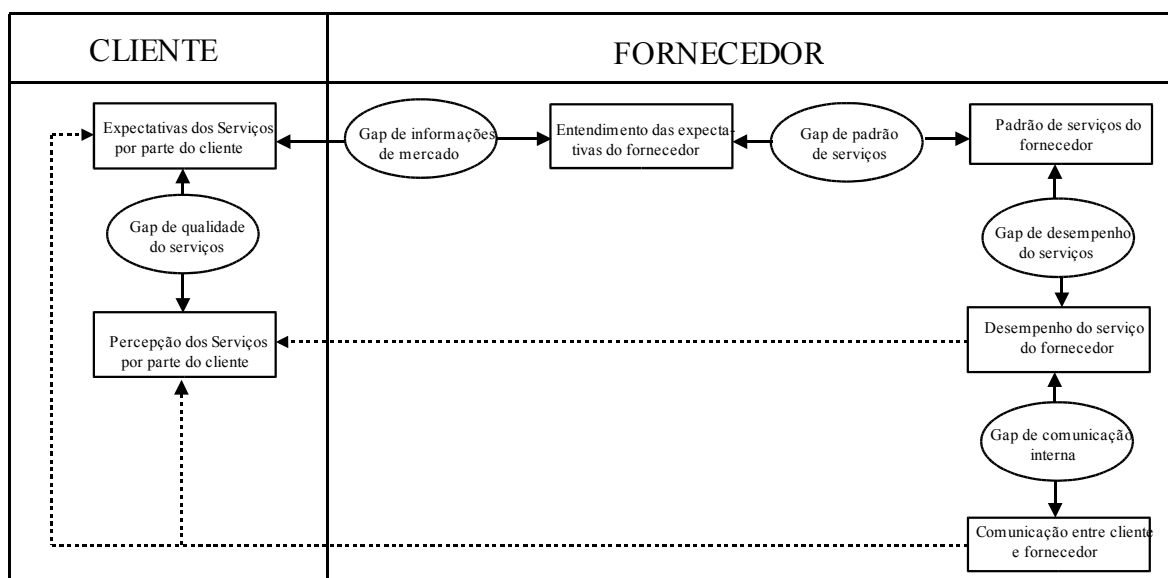 CLIENTE
FORNECEDOR
Expectativas dos Serviços
por parte do cliente
Gap de informações
de mercado
Entendimento das expecta-
tivas do fornecedor
Gap de padrão
de serviços
Padrão de serviços do
fornecedor
Gap de qualidade
do serviços
Gap de desempenho
do serviços
Percepção dos Serviços
por parte do cliente
Desempenho do serviço
do fornecedor
Gap de comunicação
interna
Comunicação entre cliente
e fornecedor